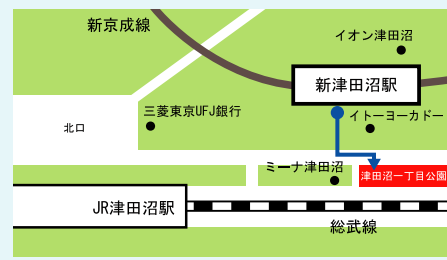 新京成線
イオン津田沼
新津田沼駅
三菱東京UFJ銀行
イトーヨーカドー
北口
ミーナ津田沼
津田沼一丁目公園
JR津田沼駅
総武線